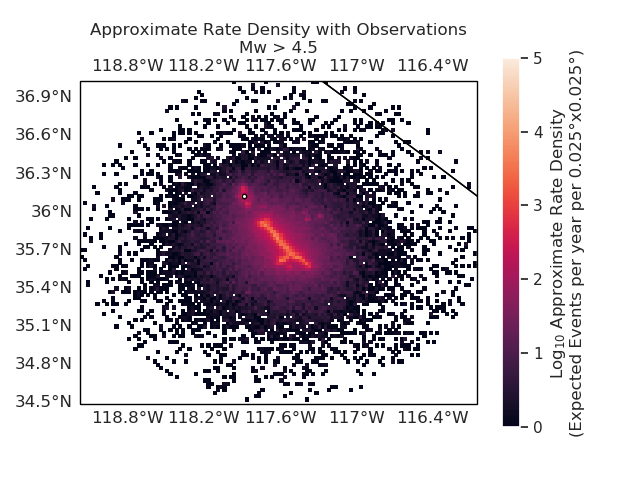 Approximate Rate Density with Observations
Mw > 4.5
118.8°W 118.2°W 117.6°W 117°W 116.4°W
36.9°N
36.6°N
36.3°N
36°N
35.7°N
35.4°N
35.1°N
34.8°N
34.5°N
118.8°W 118.2°W 117.6°W 117°W 116.4°W
5
4
3
2
1
0
Log₁₀ Approximate Rate Density
(Expected Events per year per 0.025°x0.025°)